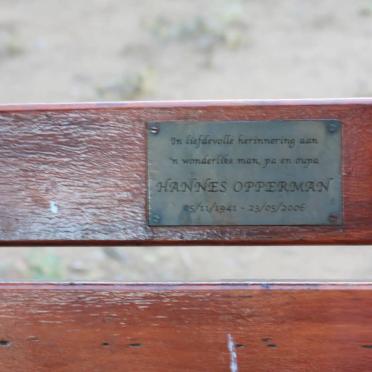 In liefdevolle herinnering aan
'n wonderlike man, pa en oupa
HANNES OPPERMAN
05/11/1941 - 23/05/2006